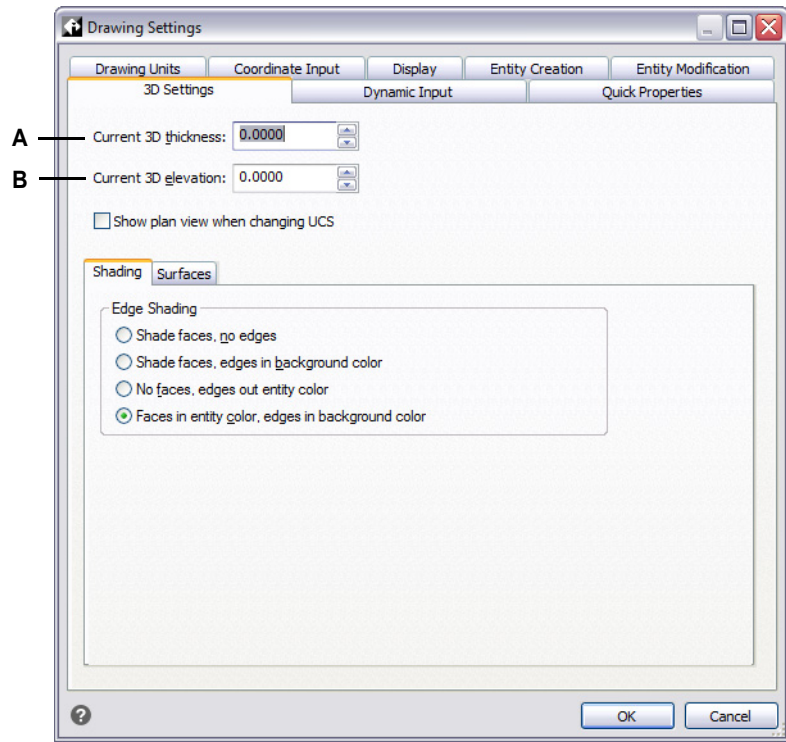 Drawing Settings
Drawing Units Coordinate Input Display Entity Creation Entity Modification
3D Settings Dynamic Input Quick Properties
A Current 3D thickness: 0.0000
B Current 3D elevation: 0.0000
Show plan view when changing UCS
Shading Surfaces
Edge Shading
Shade faces, no edges
Shade faces, edges in background color
No faces, edges out entity color
Faces in entity color, edges in background color
? OK Cancel